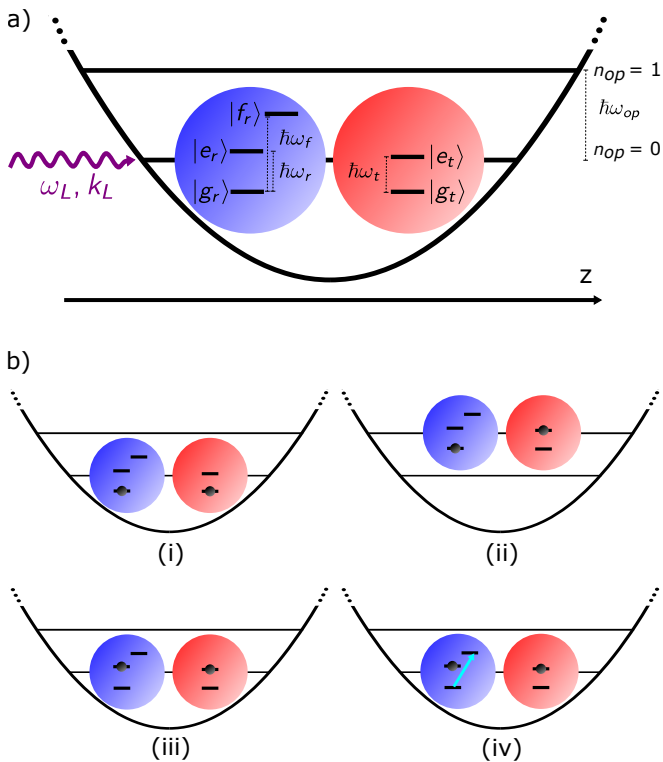 a)
n_op = 1
|f_r⟩
ħω_f
ħω_op
|e_r⟩
|e_t⟩
n_op = 0
ħω_r
ħω_t
ω_L, k_L
|g_r⟩
|g_t⟩
z
b)
(i)
(ii)
(iii)
(iv)